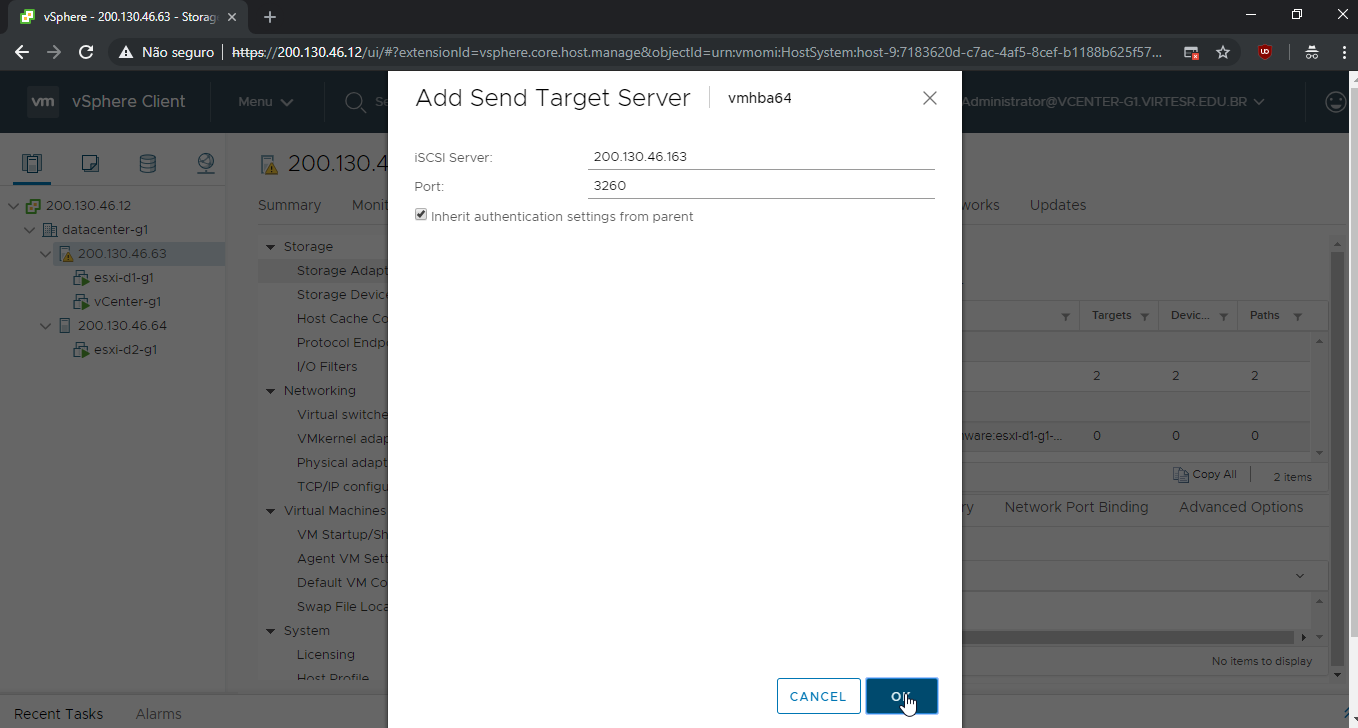 vSphere - 200.130.46.63 - Storag
Não seguro
https://200.130.46.12/ui/#?extensionId=vsphere.core.host.manage&objectId=urn:vmomi:HostSystem:host-9:7183620d-c7ac-4af5-8cef-b1188b625f57...
vm vSphere Client Menu Se
Administrator@VCENTER-G1.VIRTESR.EDU.BR
Add Send Target Server vmhba64
iSCSI Server: 200.130.46.163
Port: 3260
Inherit authentication settings from parent
CANCEL OK
200.130.46.12
datacenter-g1
200.130.46.63
esxi-d1-g1
vCenter-g1
200.130.46.64
esxi-d2-g1
200.130.4
Summary Monit works Updates
Storage
Storage Adapt
Storage Device
Host Cache Co
Protocol Endp
I/O Filters
Networking
Virtual switche
VMkernel adap
Physical adapt
TCP/IP configu
Virtual Machines
VM Startup/Sh
Agent VM Sett
Default VM Co
Swap File Loca
System
Licensing
Host Profile
Targets Devic... Paths
2 2 2
ware:esxi-d1-g1-... 0 0 0
Copy All 2 items
ry Network Port Binding Advanced Options
No items to display
Recent Tasks Alarms